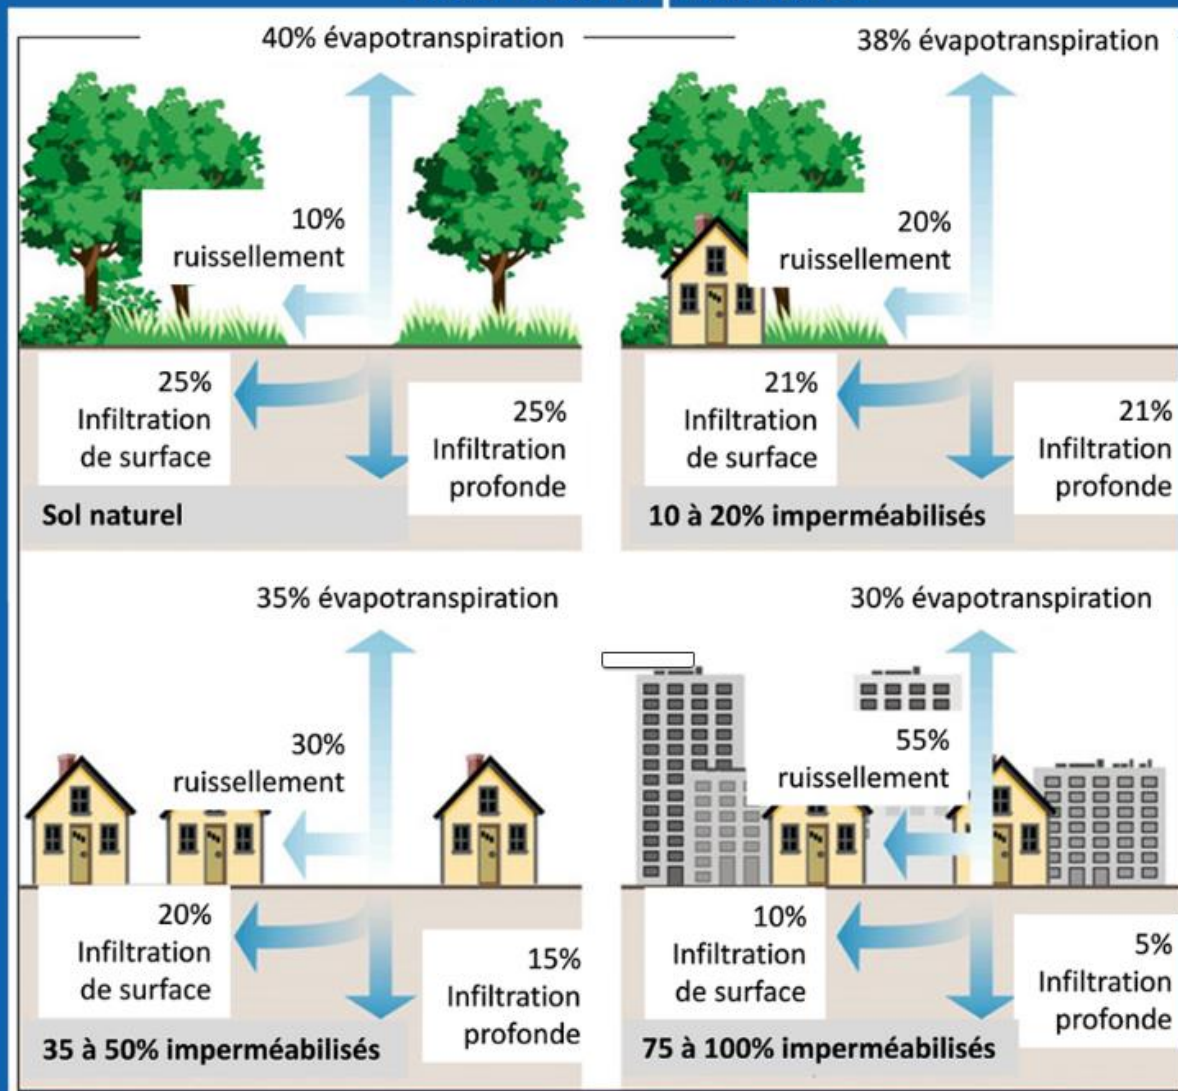 40% évapotranspiration
10%
ruissellement
25%
Infiltration
de surface
25%
Infiltration
profonde
Sol naturel
38% évapotranspiration
20%
ruissellement
21%
Infiltration
de surface
21%
Infiltration
profonde
10 à 20% imperméabilisés
35% évapotranspiration
30%
ruissellement
20%
Infiltration
de surface
15%
Infiltration
profonde
35 à 50% imperméabilisés
30% évapotranspiration
55%
ruissellement
10%
Infiltration
de surface
5%
Infiltration
profonde
75 à 100% imperméabilisés